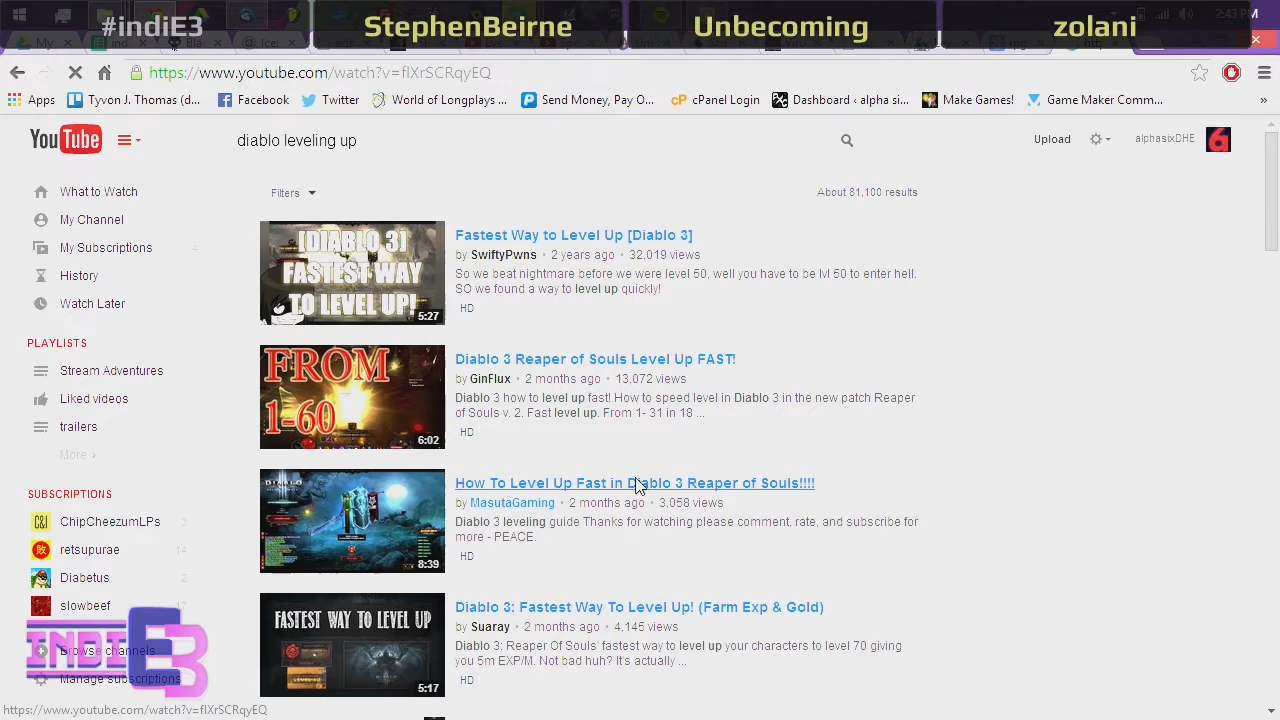 #indiE3
StephenBeirne
Unbecoming
zolani
2:43 PM
My
https://www.youtube.com/watch?v=flXrSCRqyEQ
Apps
Tyvon J. Thomas (d...
Facebook
Twitter
World of Longplays ...
Send Money, Pay O...
cPanel Login
Dashboard ‹ alpha si...
Make Games!
Game Maker Comm...
»
YouTube
diablo leveling up
Upload
alphasixDHE
What to Watch
My Channel
My Subscriptions 4
History
Watch Later
PLAYLISTS
Stream Adventures
Liked videos
trailers
More ›
SUBSCRIPTIONS
ChipCheezumLPs 3
retsupurae 14
Diabetus 2
Browse channels
Manage subscriptions
INDIE3
Filters
About 81,100 results
[DIABLO 3]
FASTEST WAY
TO LEVEL UP!
5:27
Fastest Way to Level Up [Diablo 3]
by SwiftyPwns • 2 years ago • 32,019 views
So we beat nightmare before we were level 50, well you have to be lvl 50 to enter hell.
SO we found a way to level up quickly!
HD
FROM
1-60
6:02
Diablo 3 Reaper of Souls Level Up FAST!
by GinFlux • 2 months ago • 13,072 views
Diablo 3 how to level up fast! How to speed level in Diablo 3 in the new patch Reaper
of Souls v. 2. Fast level up. From 1- 31 in 18 ...
HD
DIABLO
8:39
How To Level Up Fast in Diablo 3 Reaper of Souls!!!!
by MasutaGaming • 2 months ago • 3,058 views
Diablo 3 leveling guide Thanks for watching, please comment, rate, and subscribe for
more - PEACE.
HD
FASTEST WAY TO LEVEL UP
5:17
Diablo 3: Fastest Way To Level Up! (Farm Exp & Gold)
by Suaray • 2 months ago • 4,145 views
Diablo 3: Reaper Of Souls fastest way to level up your characters to level 70 giving
you 5m EXP/M. Not bad huh? It's actually ...
HD
https://www.youtube.com/watch?v=flXrSCRqyEQ